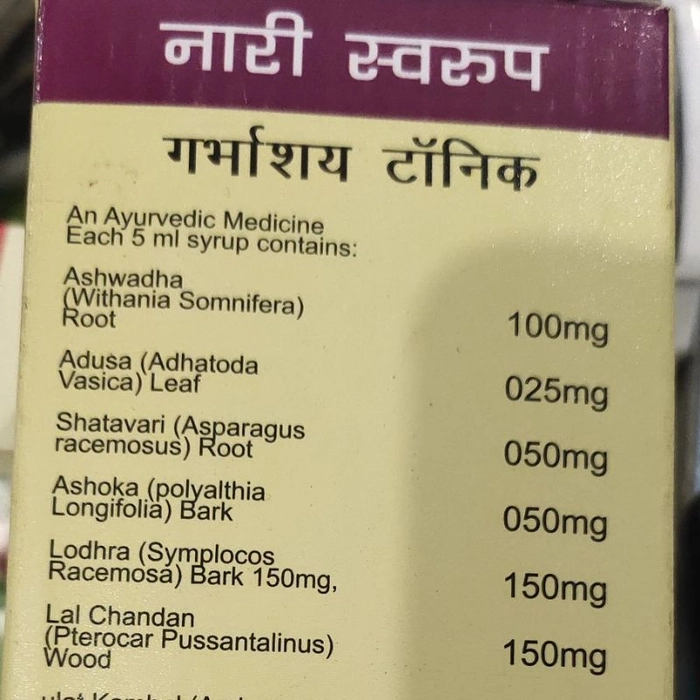 नारी स्वरुप
गर्भाशय टॉनिक
An Ayurvedic Medicine
Each 5 ml syrup contains:
Ashwadha
(Withania Somnifera)
Root 100mg
Adusa (Adhatoda
Vasica) Leaf 025mg
Shatavari (Asparagus
racemosus) Root 050mg
Ashoka (polyalthia
Longifolia) Bark 050mg
Lodhra (Symplocos
Racemosa) Bark 150mg, 150mg
Lal Chandan
(Pterocar Pussantalinus)
Wood 150mg